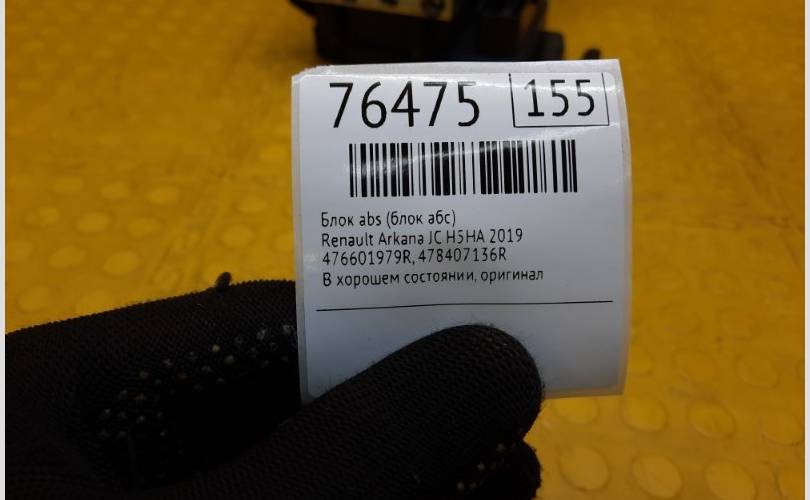 76475 155
Блок abs (блок абс)
Renault Arkana JC H5HA 2019
476601979R, 478407136R
В хорошем состоянии, оригинал